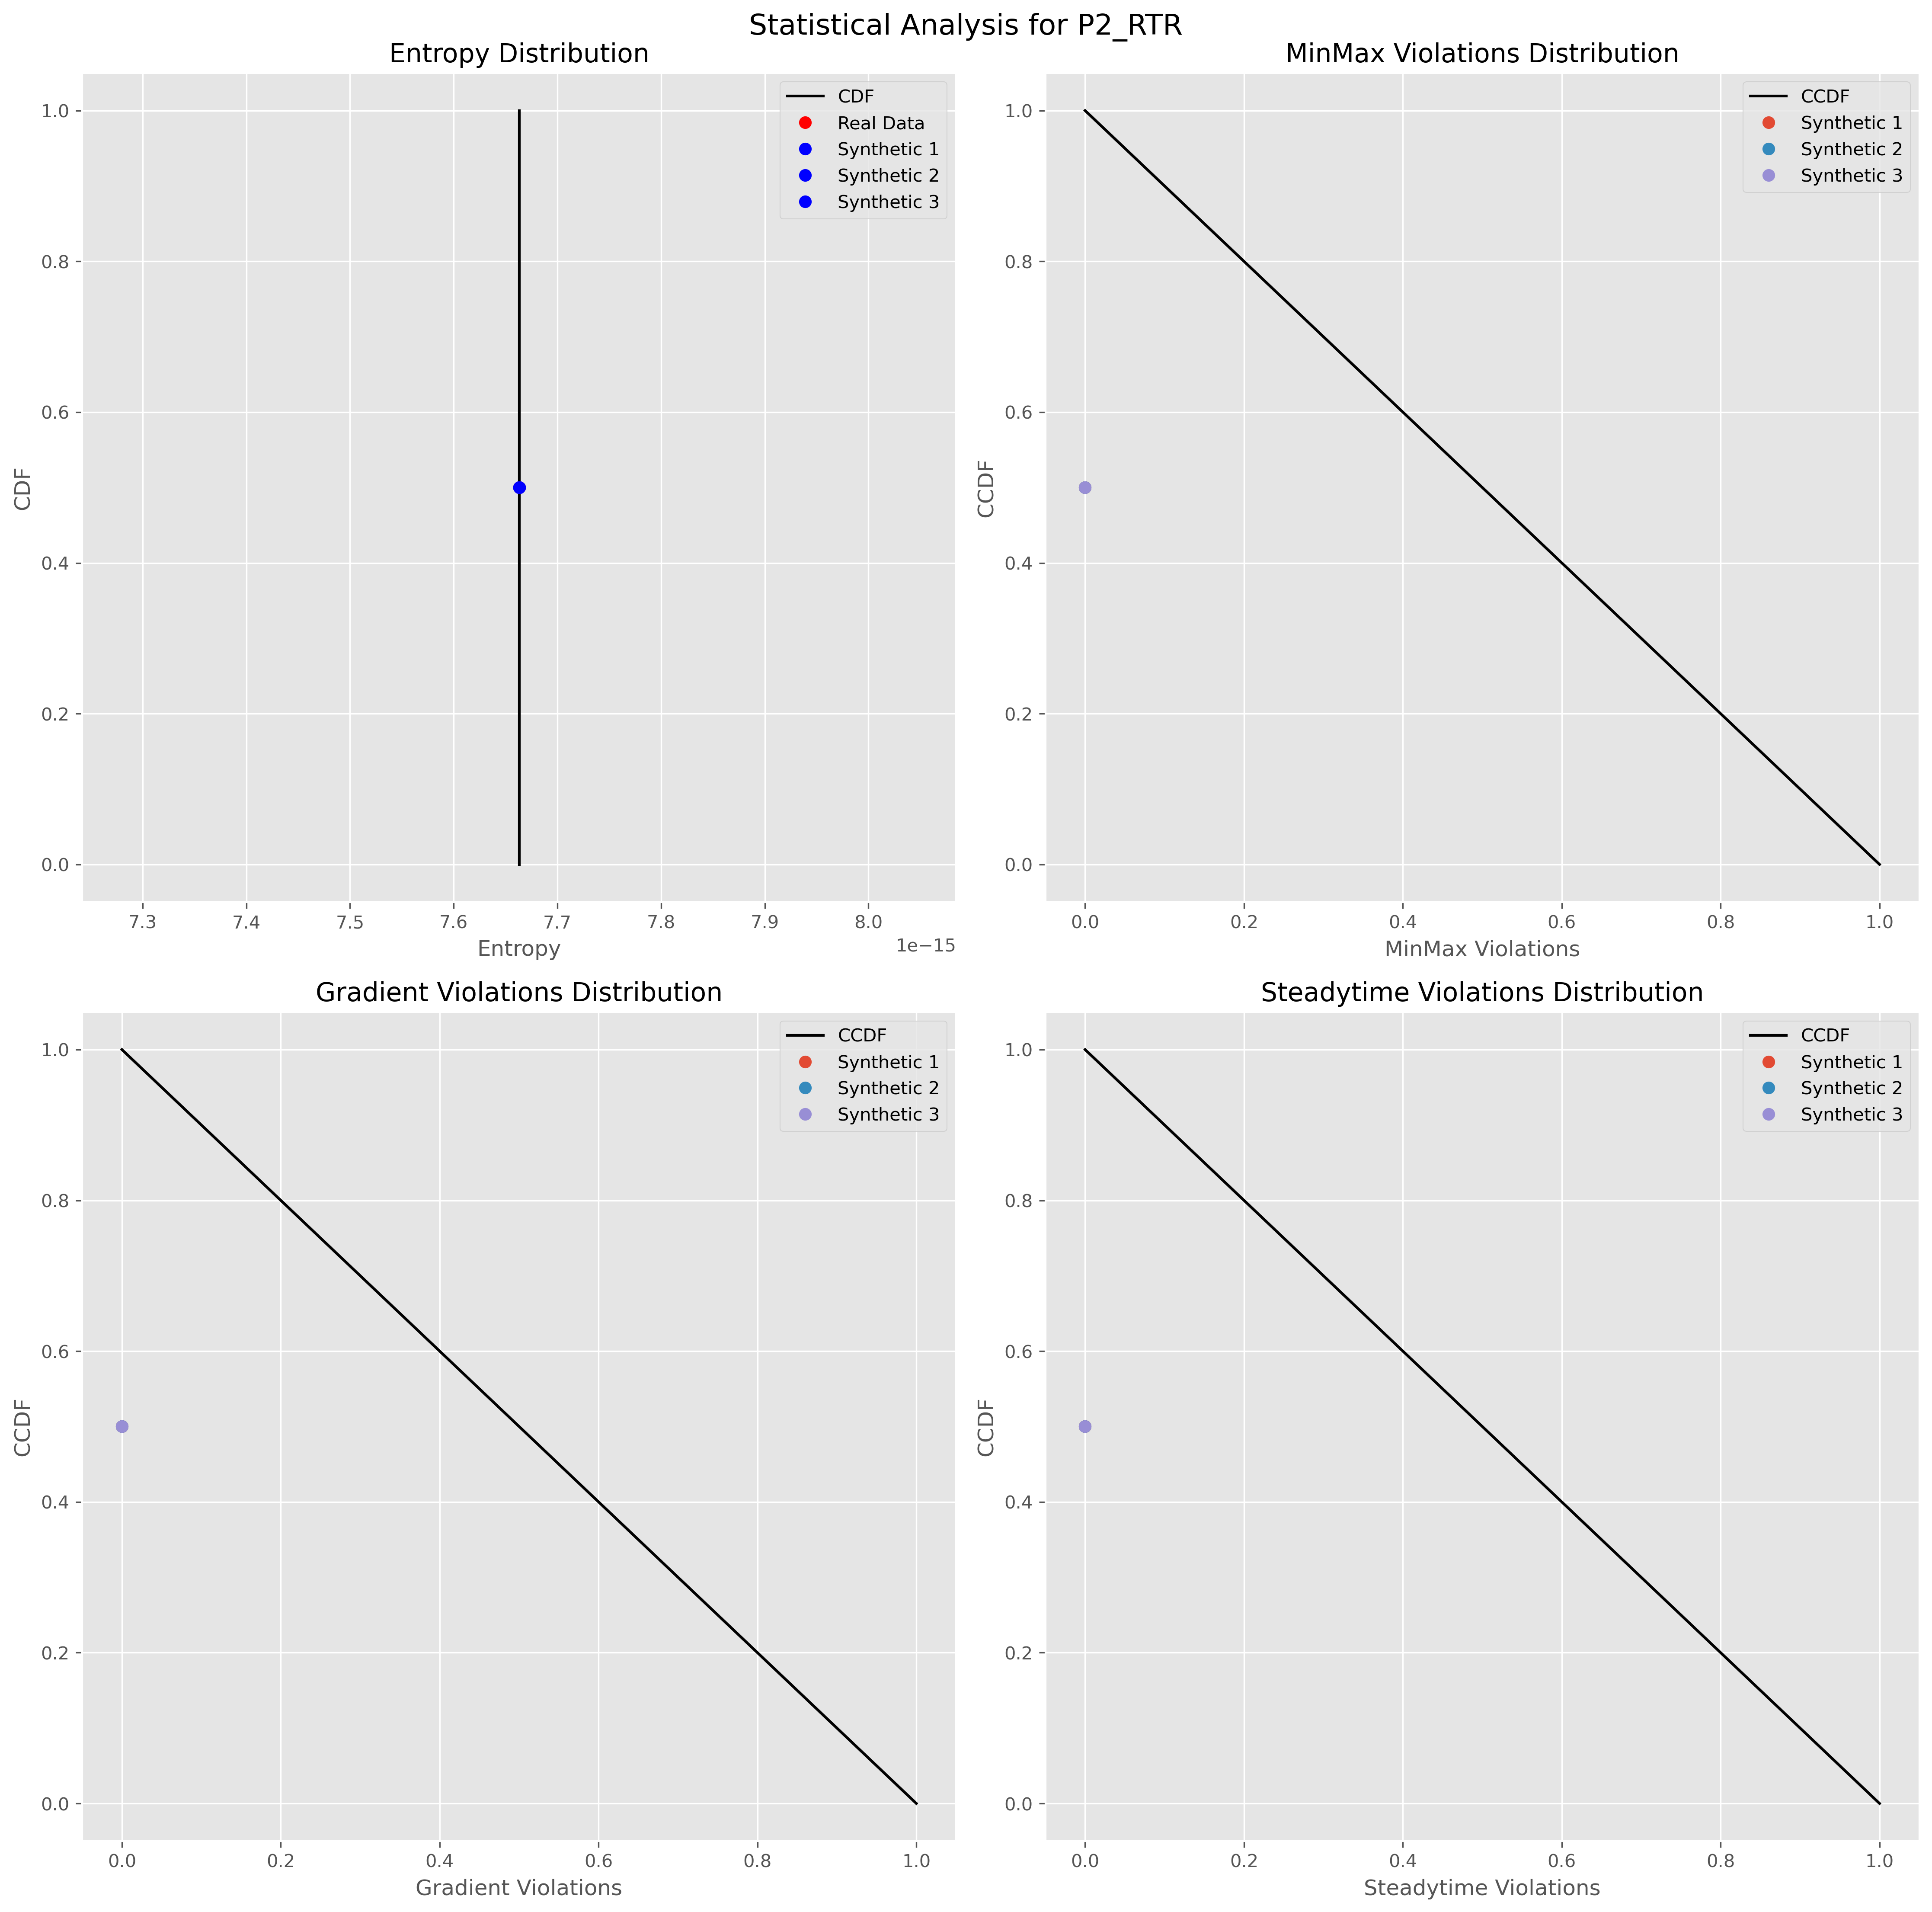 Statistical Analysis for P2_RTR
Entropy Distribution
CDF
Real Data
Synthetic 1
Synthetic 2
Synthetic 3
1.0
0.8
0.6
0.4
0.2
0.0
CDF
7.3 7.4 7.5 7.6 7.7 7.8 7.9 8.0
1e−15
Entropy
MinMax Violations Distribution
CCDF
Synthetic 1
Synthetic 2
Synthetic 3
1.0
0.8
0.6
0.4
0.2
0.0
CCDF
0.0 0.2 0.4 0.6 0.8 1.0
MinMax Violations
Gradient Violations Distribution
CCDF
Synthetic 1
Synthetic 2
Synthetic 3
1.0
0.8
0.6
0.4
0.2
0.0
CCDF
0.0 0.2 0.4 0.6 0.8 1.0
Gradient Violations
Steadytime Violations Distribution
CCDF
Synthetic 1
Synthetic 2
Synthetic 3
1.0
0.8
0.6
0.4
0.2
0.0
CCDF
0.0 0.2 0.4 0.6 0.8 1.0
Steadytime Violations